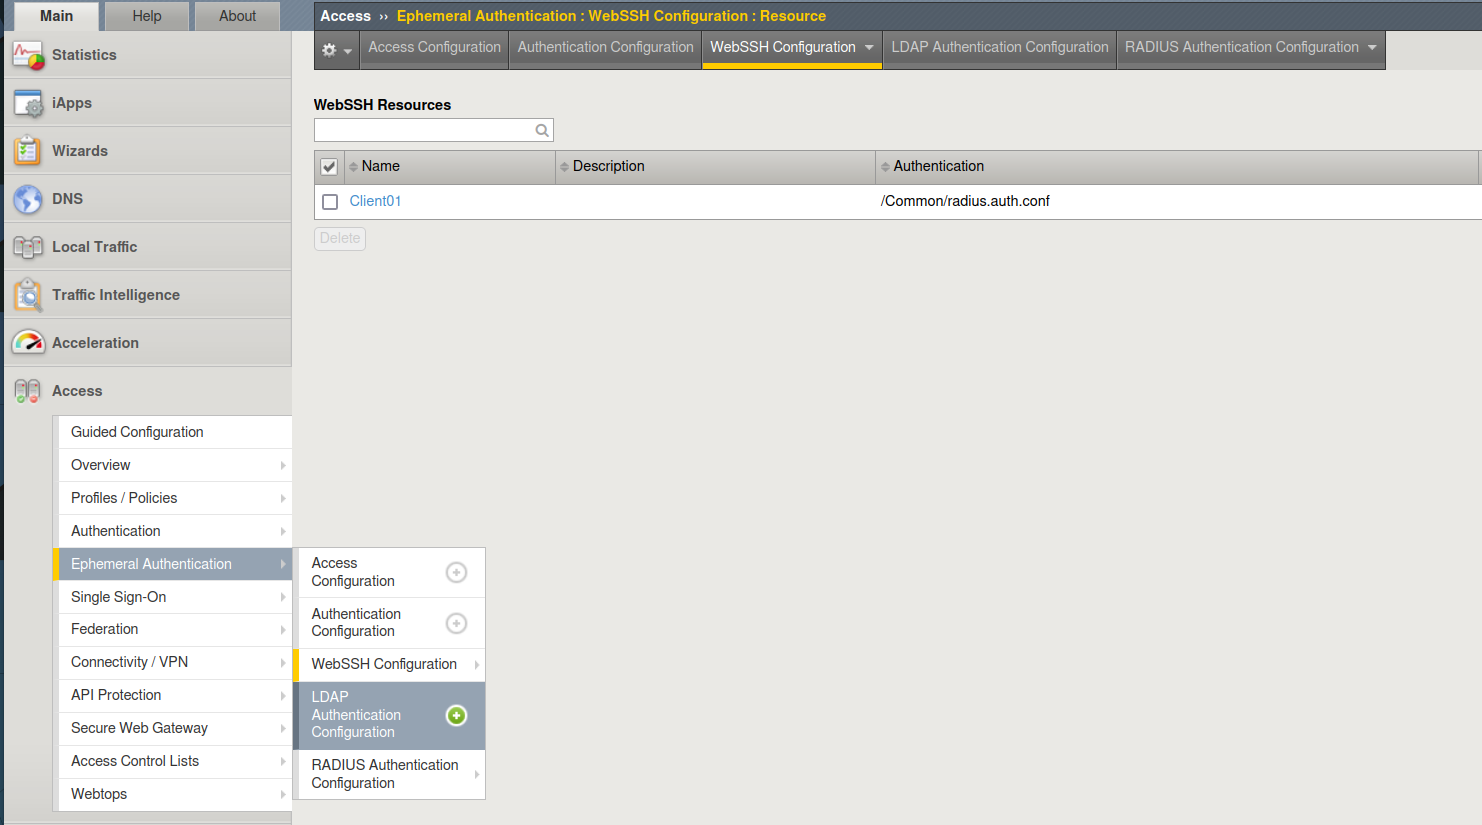 Main
Help
About
Access ›› Ephemeral Authentication : WebSSH Configuration : Resource
Access Configuration
Authentication Configuration
WebSSH Configuration
LDAP Authentication Configuration
RADIUS Authentication Configuration
Statistics
iApps
Wizards
DNS
Local Traffic
Traffic Intelligence
Acceleration
Access
Guided Configuration
Overview
Profiles / Policies
Authentication
Ephemeral Authentication
Single Sign-On
Federation
Connectivity / VPN
API Protection
Secure Web Gateway
Access Control Lists
Webtops
Access
Configuration
Authentication
Configuration
WebSSH Configuration
LDAP
Authentication
Configuration
RADIUS Authentication
Configuration
WebSSH Resources
Name
Description
Authentication
Client01
/Common/radius.auth.conf
Delete